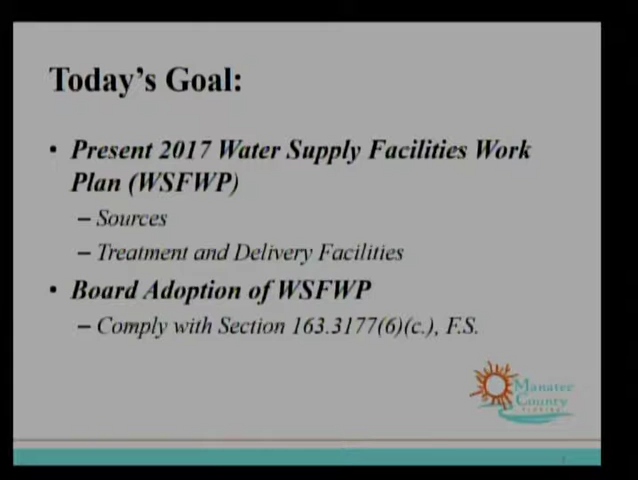 Today's Goal:
• Present 2017 Water Supply Facilities Work
Plan (WSFWP)
– Sources
– Treatment and Delivery Facilities
• Board Adoption of WSFWP
– Comply with Section 163.3177(6)(c.), F.S.
Manatee
County
FLORIDA